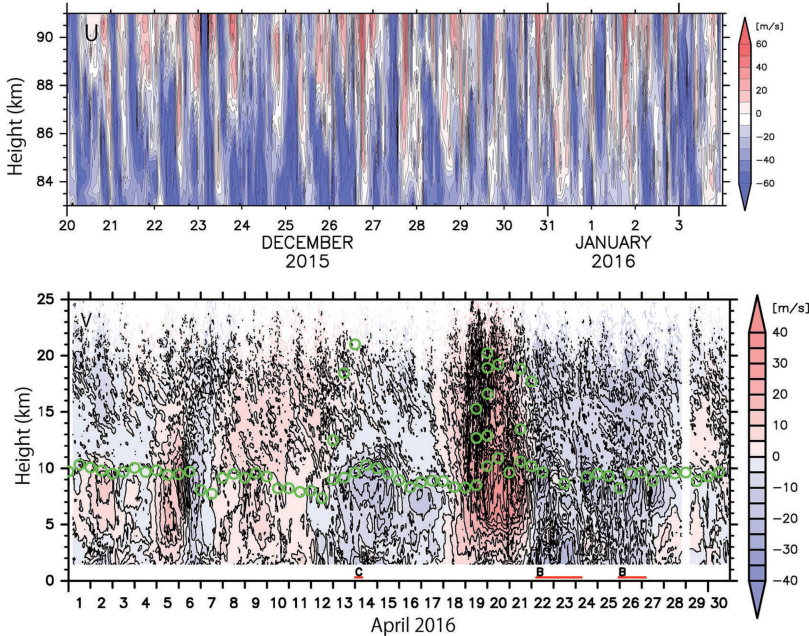 [m/s]
U
Height (km)
90
88
86
84
60
40
20
0
−20
−40
−60
20 21 22 23 24 25 26 27 28 29 30 31 1 2 3
DECEMBER JANUARY
2015 2016
[m/s]
V
Height (km)
25
20
15
10
5
0
40
30
20
10
0
−10
−20
−30
−40
C B B
1 2 3 4 5 6 7 8 9 10 11 12 13 14 15 16 17 18 19 20 21 22 23 24 25 26 27 28 29 30
April 2016